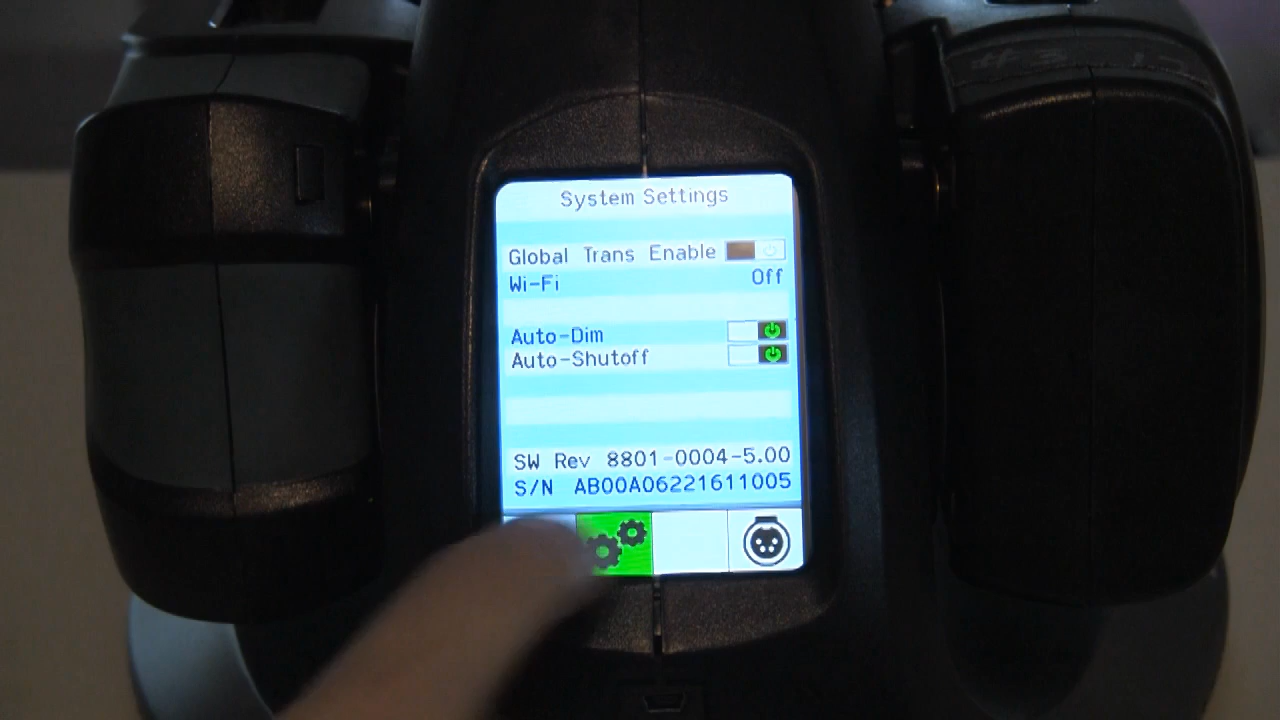 System Settings
Global Trans Enable
Wi-Fi Off
Auto-Dim
Auto-Shutoff
SW Rev 8801-0004-5.00
S/N AB00A06221611005